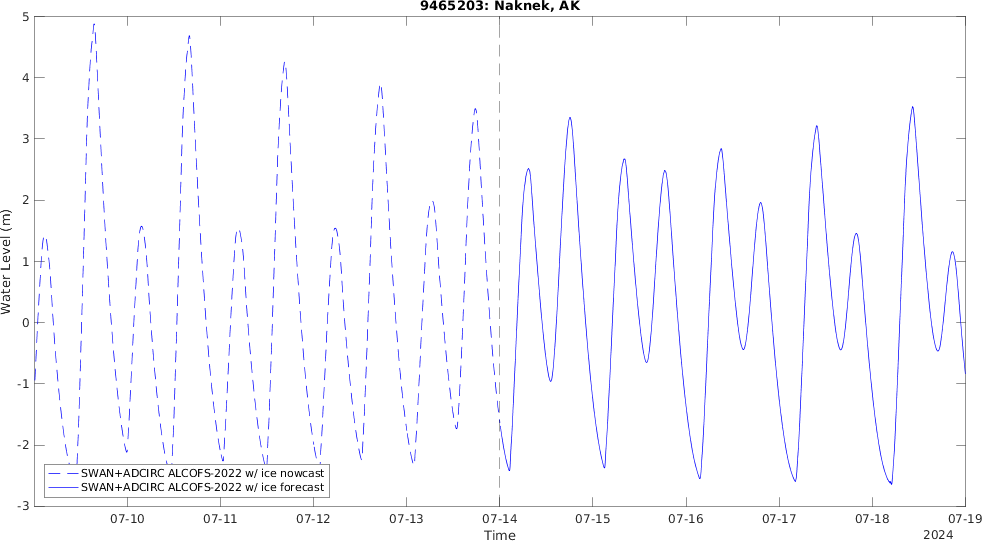 9465203: Naknek, AK
Water Level (m)
5
4
3
2
1
0
-1
-2
-3
SWAN+ADCIRC ALCOFS-2022 w/ ice nowcast
SWAN+ADCIRC ALCOFS-2022 w/ ice forecast
07-10 07-11 07-12 07-13 07-14 07-15 07-16 07-17 07-18 07-19
Time
2024